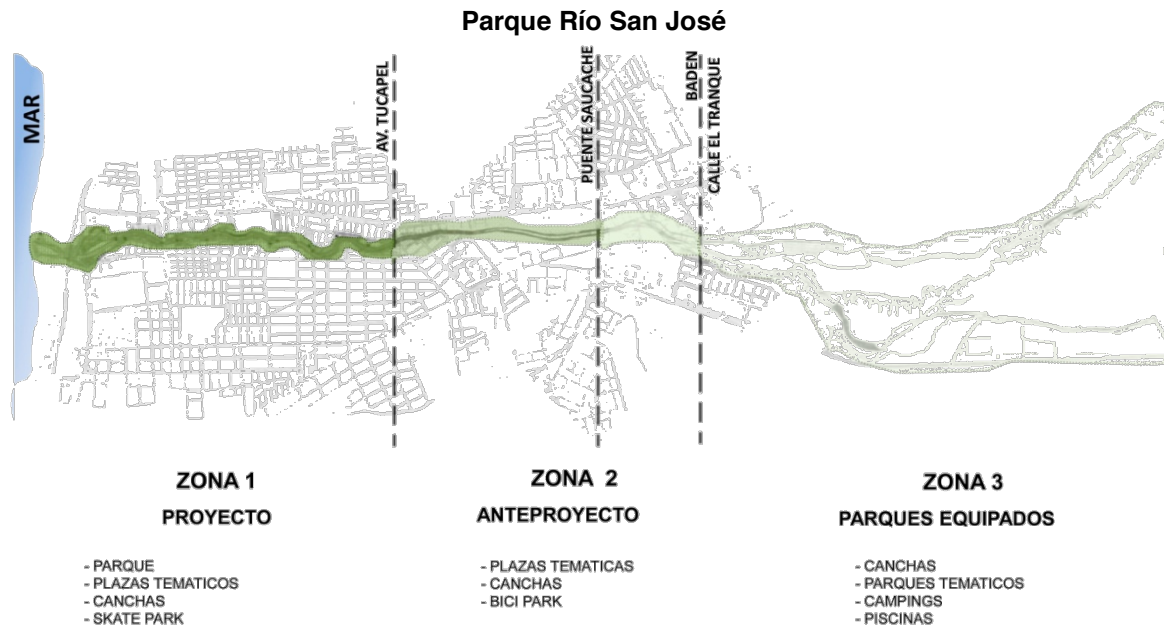 Parque Río San José
MAR
AV. TUCAPEL
PUENTE SAUCACHE
BADEN
CALLE EL TRANQUE
ZONA 1
PROYECTO
- PARQUE
- PLAZAS TEMATICOS
- CANCHAS
- SKATE PARK
ZONA 2
ANTEPROYECTO
- PLAZAS TEMATICAS
- CANCHAS
- BICI PARK
ZONA 3
PARQUES EQUIPADOS
- CANCHAS
- PARQUES TEMATICOS
- CAMPINGS
- PISCINAS